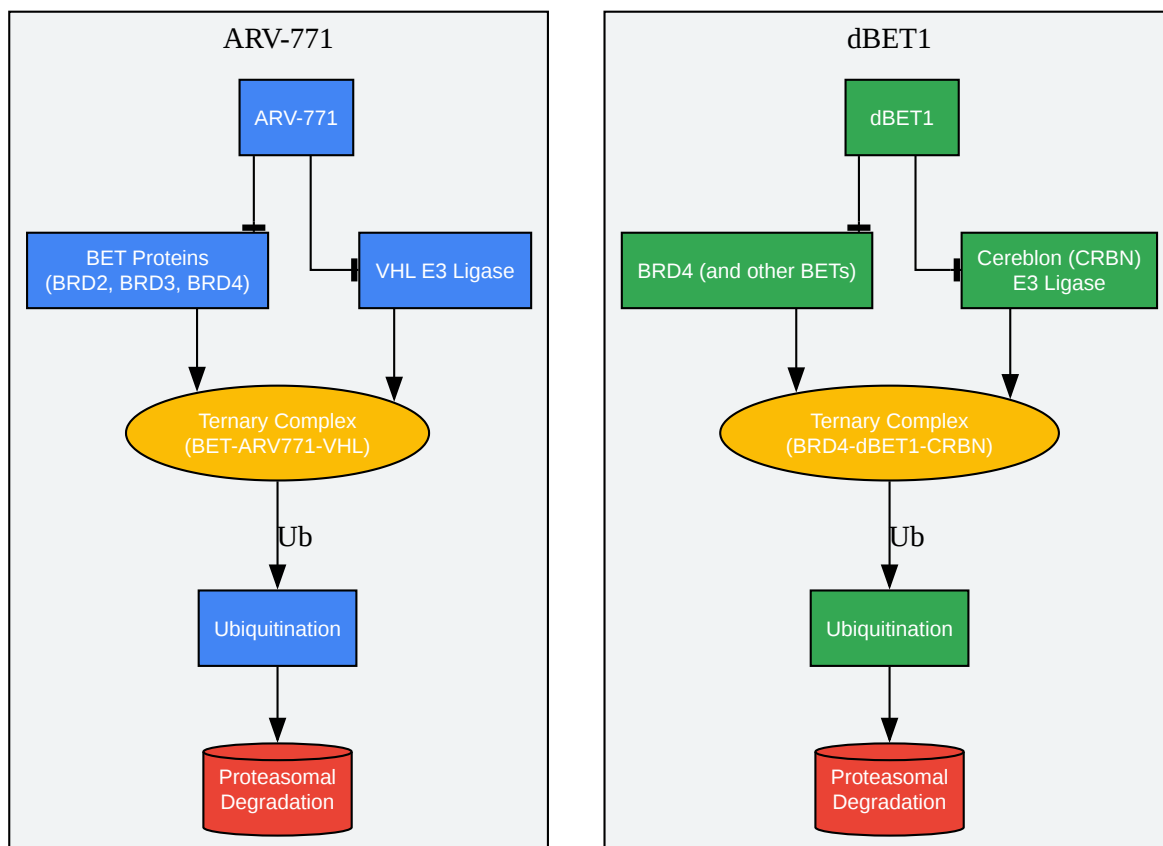 ARV-771
ARV-771
BET Proteins
(BRD2, BRD3, BRD4)
VHL E3 Ligase
Ternary Complex
(BET-ARV771-VHL)
Ub
Ubiquitination
Proteasomal
Degradation
dBET1
dBET1
BRD4 (and other BETs)
Cereblon (CRBN)
E3 Ligase
Ternary Complex
(BRD4-dBET1-CRBN)
Ub
Ubiquitination
Proteasomal
Degradation